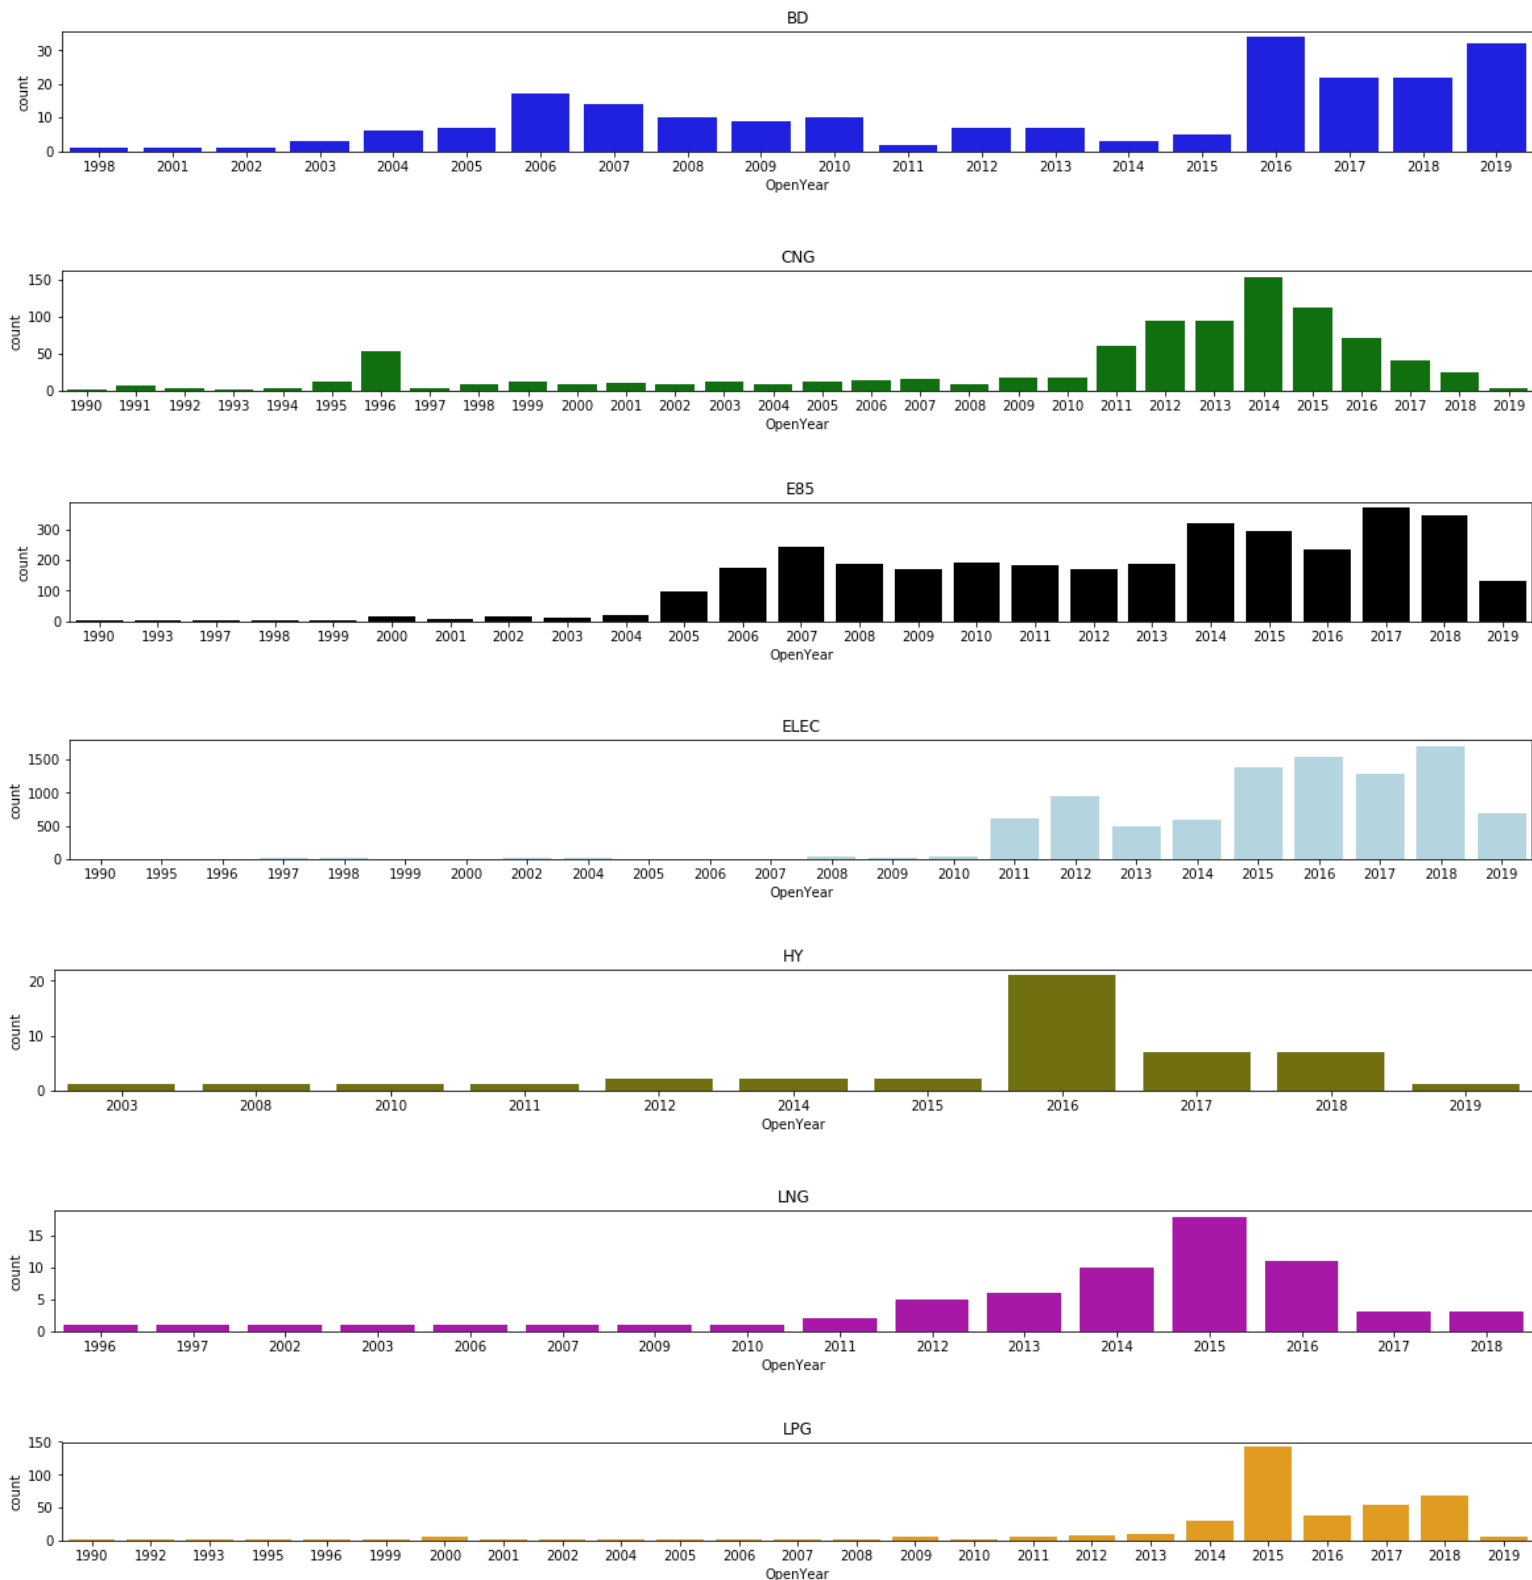 BD
30
20
10
0
count
1998 2001 2002 2003 2004 2005 2006 2007 2008 2009 2010 2011 2012 2013 2014 2015 2016 2017 2018 2019
OpenYear
CNG
150
100
50
0
count
1990 1991 1992 1993 1994 1995 1996 1997 1998 1999 2000 2001 2002 2003 2004 2005 2006 2007 2008 2009 2010 2011 2012 2013 2014 2015 2016 2017 2018 2019
OpenYear
E85
300
200
100
0
count
1990 1993 1997 1998 1999 2000 2001 2002 2003 2004 2005 2006 2007 2008 2009 2010 2011 2012 2013 2014 2015 2016 2017 2018 2019
OpenYear
ELEC
1500
1000
500
0
count
1990 1995 1996 1997 1998 1999 2000 2002 2004 2005 2006 2007 2008 2009 2010 2011 2012 2013 2014 2015 2016 2017 2018 2019
OpenYear
HY
20
10
0
count
2003 2008 2010 2011 2012 2014 2015 2016 2017 2018 2019
OpenYear
LNG
15
10
5
0
count
1996 1997 2002 2003 2006 2007 2009 2010 2011 2012 2013 2014 2015 2016 2017 2018
OpenYear
LPG
150
100
50
0
count
1990 1992 1993 1995 1996 1999 2000 2001 2002 2004 2005 2006 2007 2008 2009 2010 2011 2012 2013 2014 2015 2016 2017 2018 2019
OpenYear